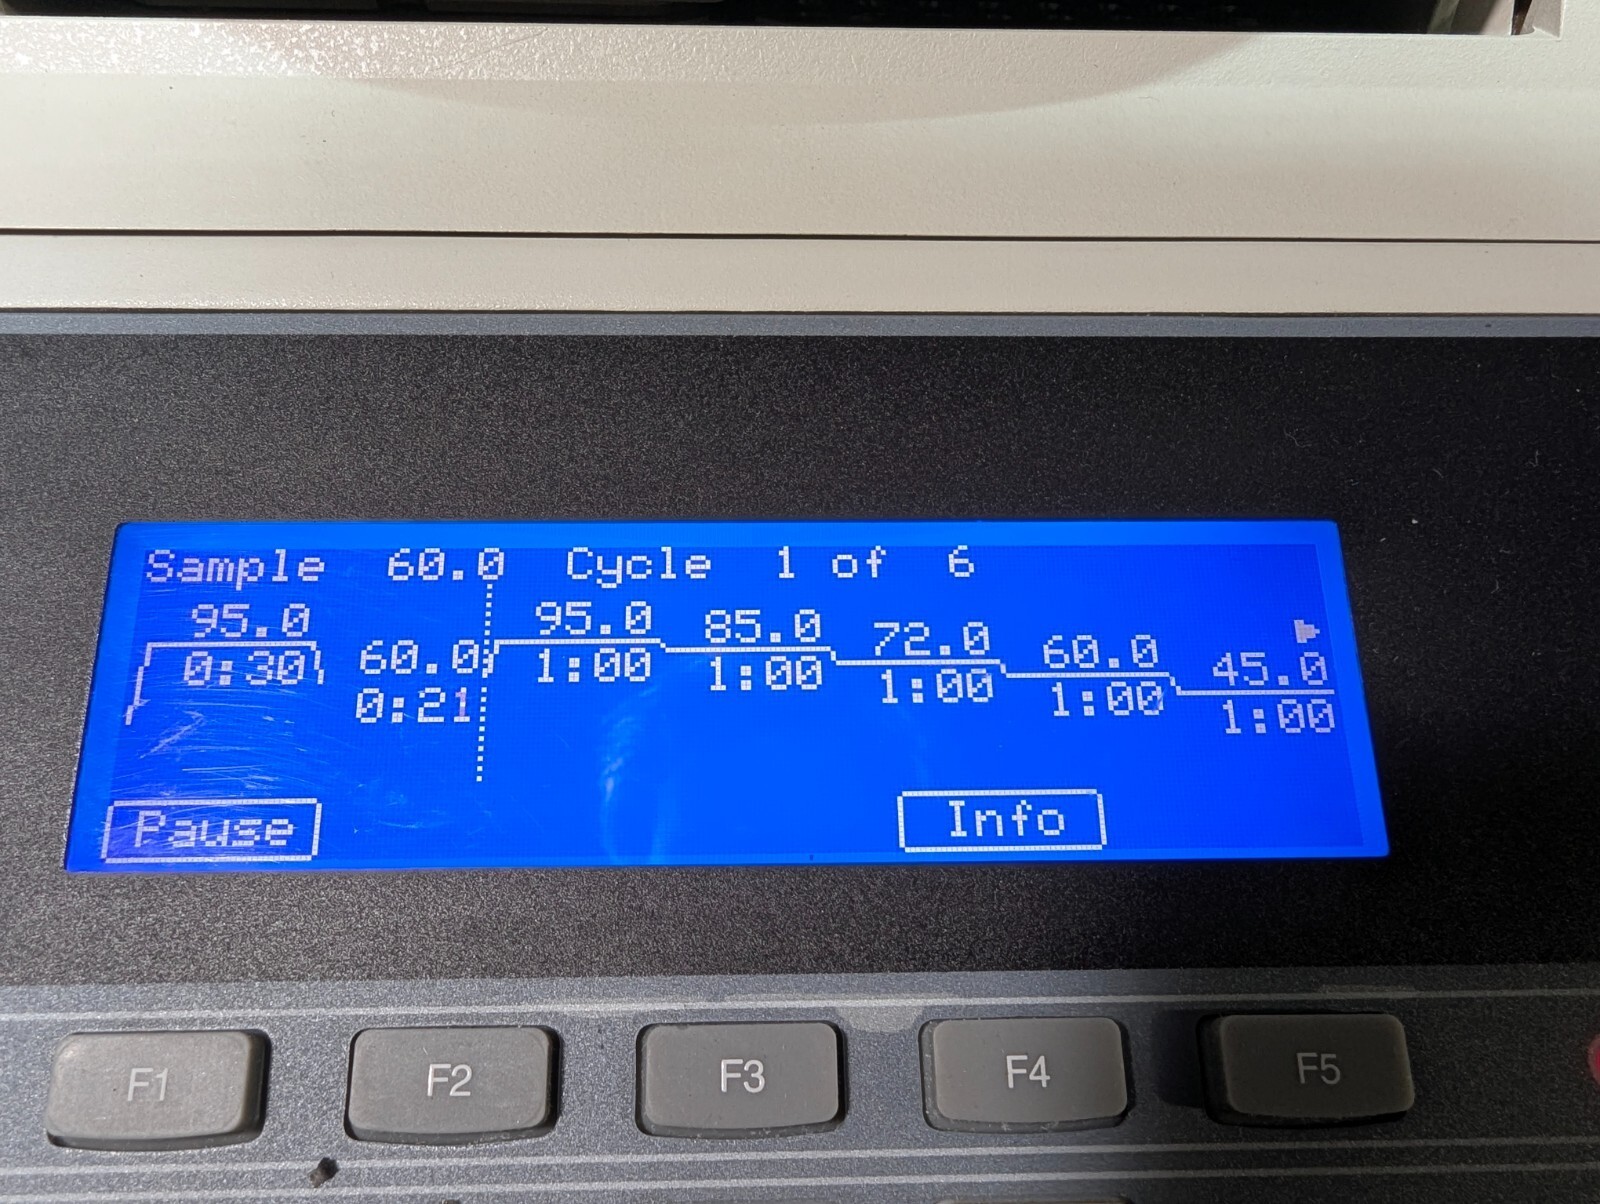 Sample 60.0 Cycle 1 of 6
95.0 60.0 95.0 85.0 72.0 60.0 45.0
0:30 0:21 1:00 1:00 1:00 1:00 1:00
Pause Info
F1 F2 F3 F4 F5